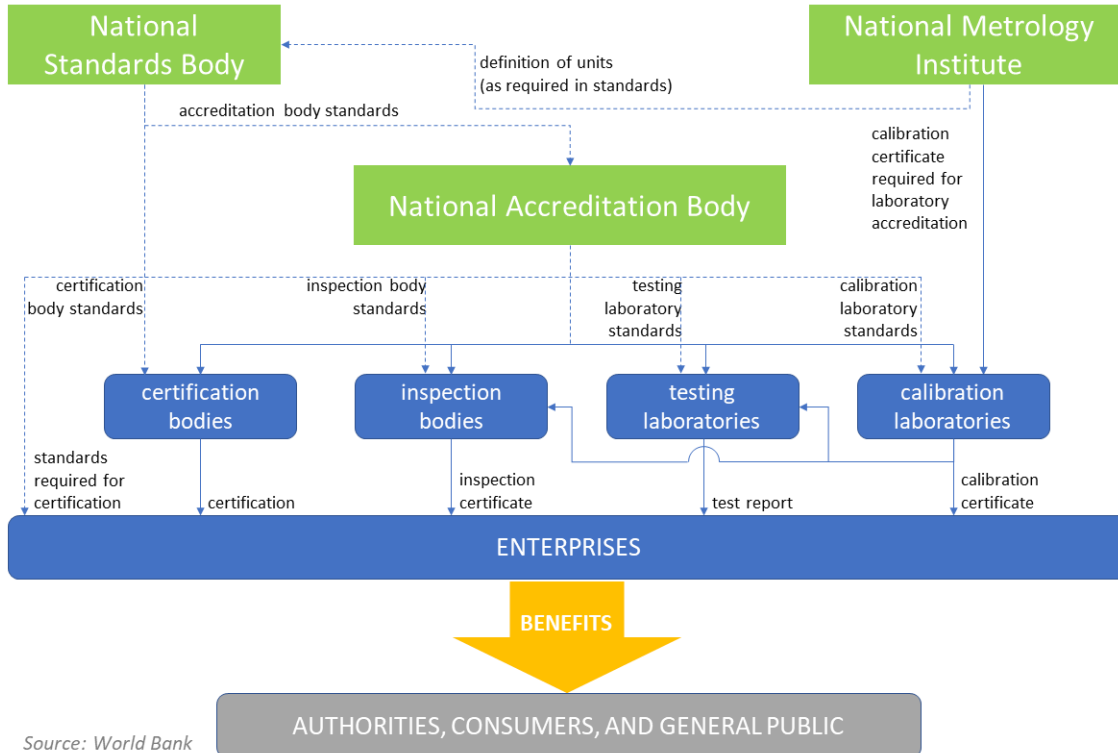 National
Standards Body
National Metrology
Institute
definition of units
(as required in standards)
accreditation body standards
calibration
certificate
required for
laboratory
accreditation
National Accreditation Body
certification
body standards
inspection body
standards
testing
laboratory
standards
calibration
laboratory
standards
certification
bodies
inspection
bodies
testing
laboratories
calibration
laboratories
standards
required for
certification
certification
inspection
certificate
test report
calibration
certificate
ENTERPRISES
BENEFITS
AUTHORITIES, CONSUMERS, AND GENERAL PUBLIC
Source: World Bank